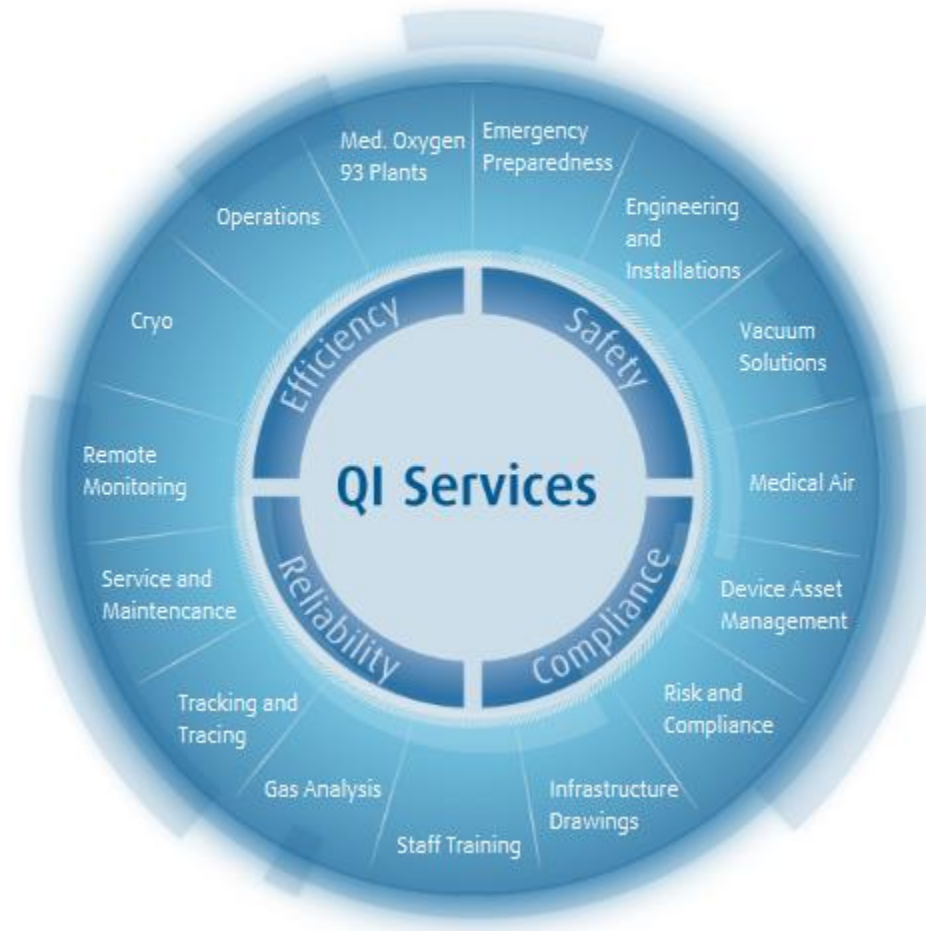 Med. Oxygen
93 Plants
Emergency
Preparedness
Engineering
and
Installations
Vacuum
Solutions
Medical Air
Device Asset
Management
Risk and
Compliance
Infrastructure
Drawings
Staff Training
Gas Analysis
Tracking and
Tracing
Service and
Maintencance
Remote
Monitoring
Cryo
Operations
Efficiency
Safety
Compliance
Reliability
QI Services